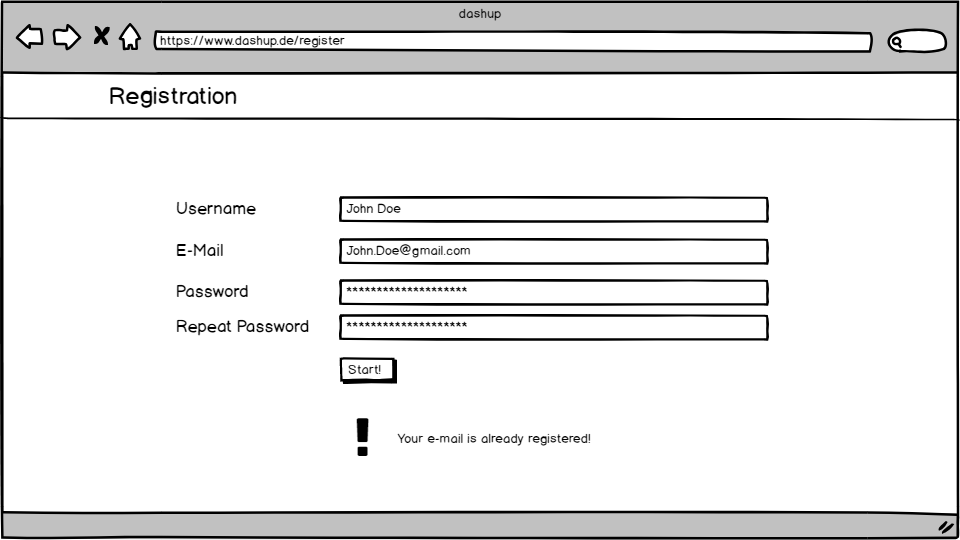 dashup
https://www.dashup.de/register
Registration
Username John Doe
E-Mail John.Doe@gmail.com
Password ********************
Repeat Password ********************
Start!
! Your e-mail is already registered!